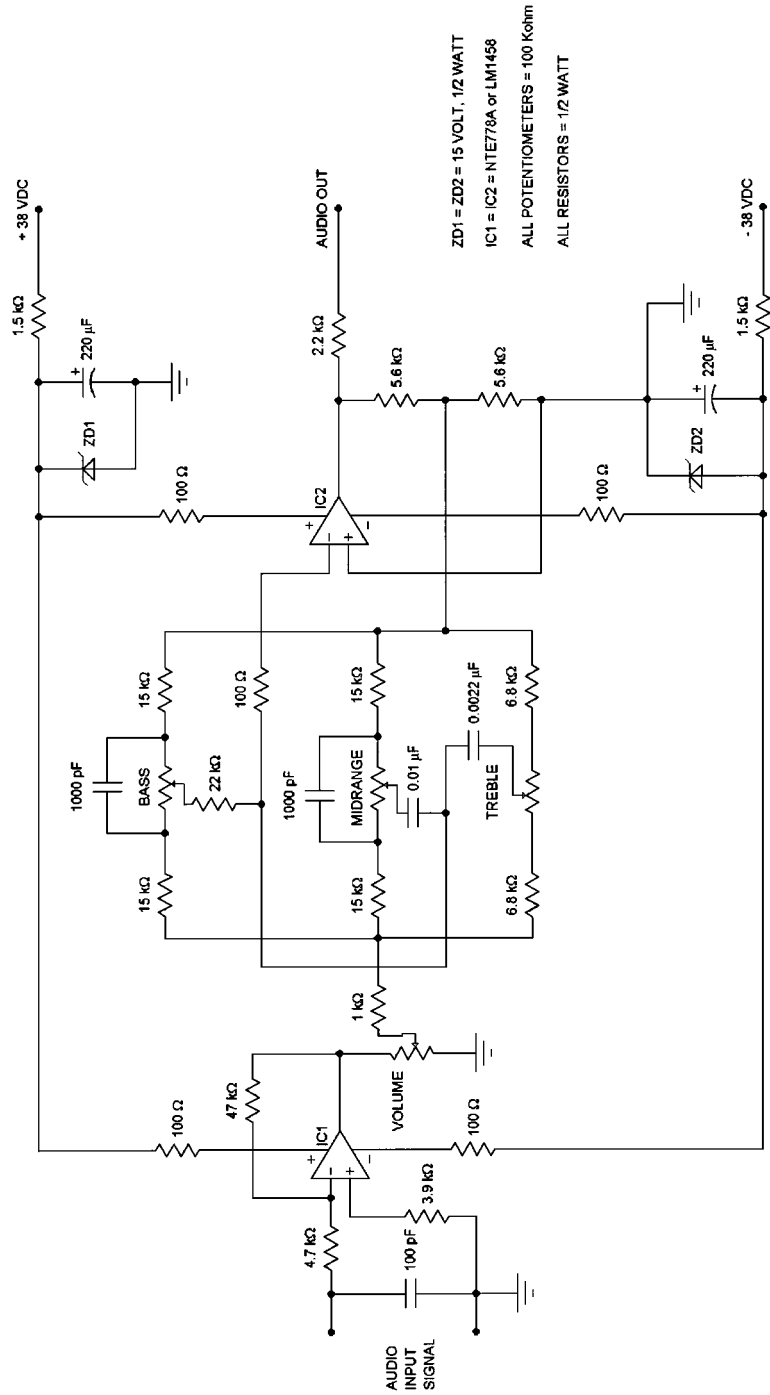 + 38 VDC
1.5 kΩ
220 µF
+
ZD1
100 Ω
100 Ω
IC2
+
−
−
+
2.2 kΩ
AUDIO OUT
5.6 kΩ
5.6 kΩ
100 Ω
ZD2
220 µF
+
1.5 kΩ
- 38 VDC
1000 pF
15 kΩ
BASS
15 kΩ
22 kΩ
100 Ω
1000 pF
15 kΩ
MIDRANGE
15 kΩ
0.01 µF
0.0022 µF
6.8 kΩ
TREBLE
6.8 kΩ
1 kΩ
VOLUME
47 kΩ
IC1
+
−
−
+
100 Ω
4.7 kΩ
3.9 kΩ
100 pF
AUDIO
INPUT
SIGNAL
ZD1 = ZD2 = 15 VOLT, 1/2 WATT
IC1 = IC2 = NTE778A or LM1458
ALL POTENTIOMETERS = 100 Kohm
ALL RESISTORS = 1/2 WATT